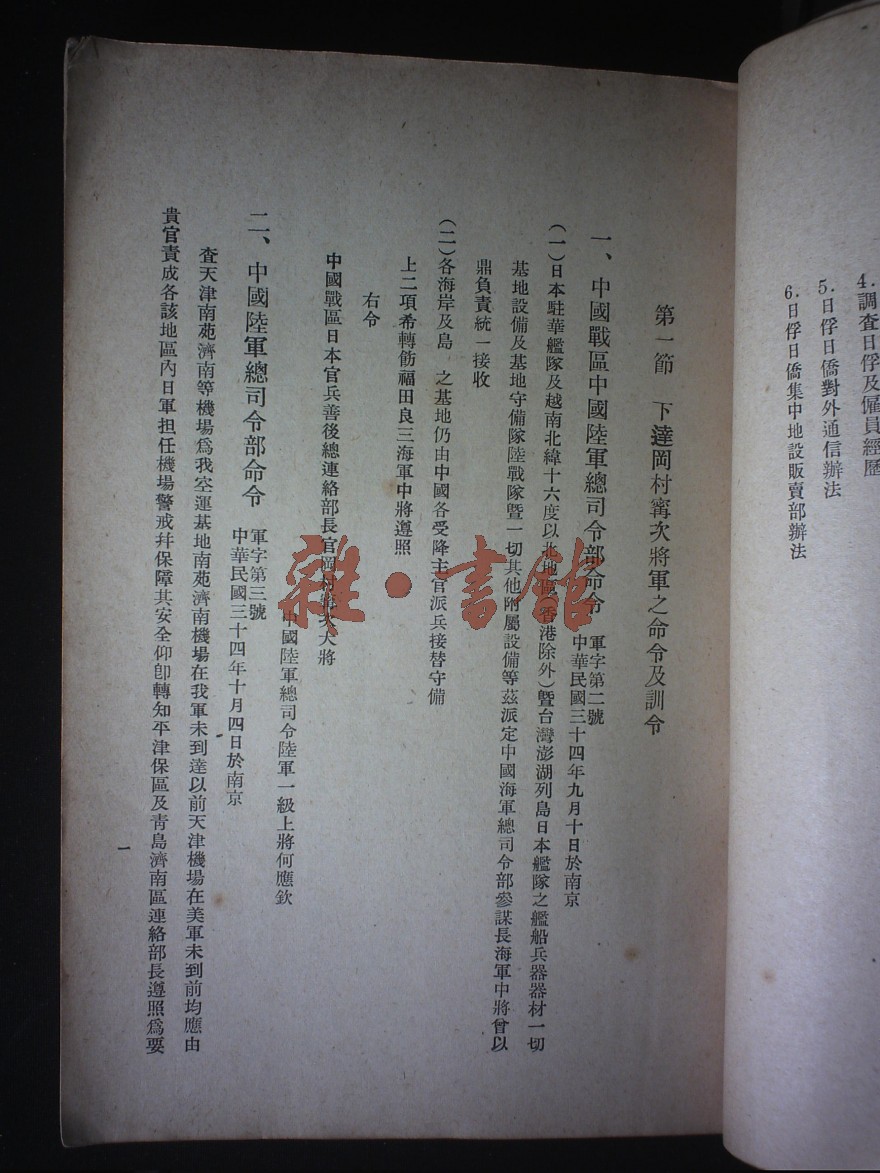 4.調查日俘及僱員經歷
5.日俘日僑對外通信辦法
6.日俘日僑集中地設販賣部辦法
第一節　下達岡村寗次將軍之命令及訓令
一、中國戰區中國陸軍總司令部命令
軍字第二號
中華民國三十四年九月十日於南京
(一)日本駐華艦隊及越南北緯十六度以北地區(香港除外)曁台灣澎湖列島日本艦隊之艦船兵器器材一切
基地設備及基地守備隊陸戰隊曁一切其他附屬設備等茲派定中國海軍總司令部參謀長海軍中將曾以
鼎負責統一接收
(二)各海岸及島　之基地仍由中國各受降主官派兵接替守備
上二項希轉飭福田良三海軍中將遵照
右令
中國戰區日本官兵善後總連絡部長官岡村寗次大將
中國陸軍總司令陸軍一級上將何應欽
二、中國陸軍總司令部命令
軍字第三號
中華民國三十四年十月四日於南京
查天津南苑濟南等機場爲我空運基地南苑濟南機場在我軍未到達以前天津機場在美軍未到前均應由
貴官責成各該地區內日軍担任機場警戒幷保障其安全仰卽轉知平津保區及靑島濟南區連絡部長遵照爲要
一
雜·書館